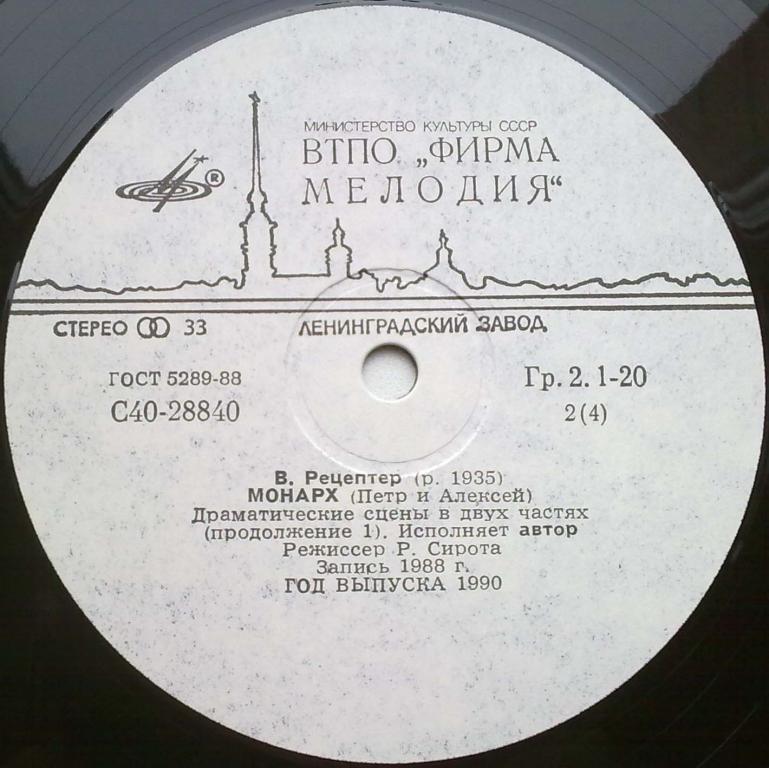 МИНИСТЕРСТВО КУЛЬТУРЫ СССР
ВТПО „ФИРМА
МЕЛОДИЯ“
®
СТЕРЕО 33 ЛЕНИНГРАДСКИЙ ЗАВОД
ГОСТ 5289-88 Гр. 2. 1-20
С40-28840 2(4)
В. Рецептер (р. 1935)
МОНАРХ (Петр и Алексей)
Драматические сцены в двух частях
(продолжение 1). Исполняет автор
Режиссер Р. Сирота
Запись 1988 г.
ГОД ВЫПУСКА 1990